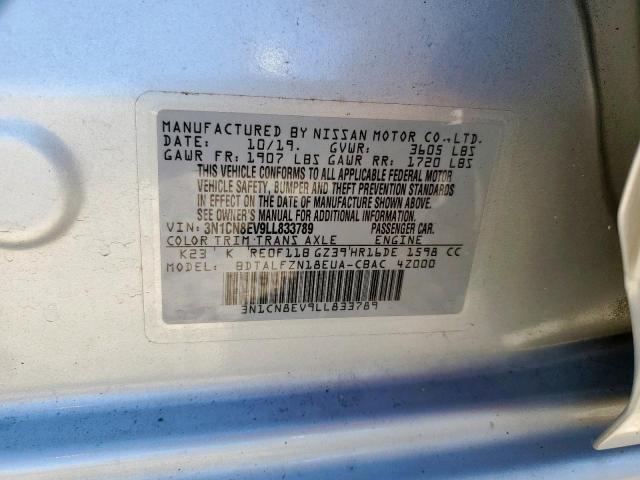 MANUFACTURED BY NISSAN MOTOR CO.,LTD.
DATE: 10/19. GVWR: 3605 LBS
GAWR FR: 1907 LBS GAWR RR: 1720 LBS
THIS VEHICLE CONFORMS TO ALL APPLICABLE FEDERAL MOTOR
VEHICLE SAFETY, BUMPER AND THEFT PREVENTION STANDARDS
IN EFFECT ON THE DATE OF MANUFACTURE SHOWN ABOVE.
SEE OWNER'S MANUAL FOR ADDITIONAL INFORMATION.
VIN: 3N1CN8EV9LL833789 PASSENGER CAR
COLOR TRIM TRANS AXLE ENGINE
K23 K RE0F11B GZ39 HR16DE 1598 CC
BDTALFZN18EUA-CBAC 4Z000
3N1CN8EV9LL833789